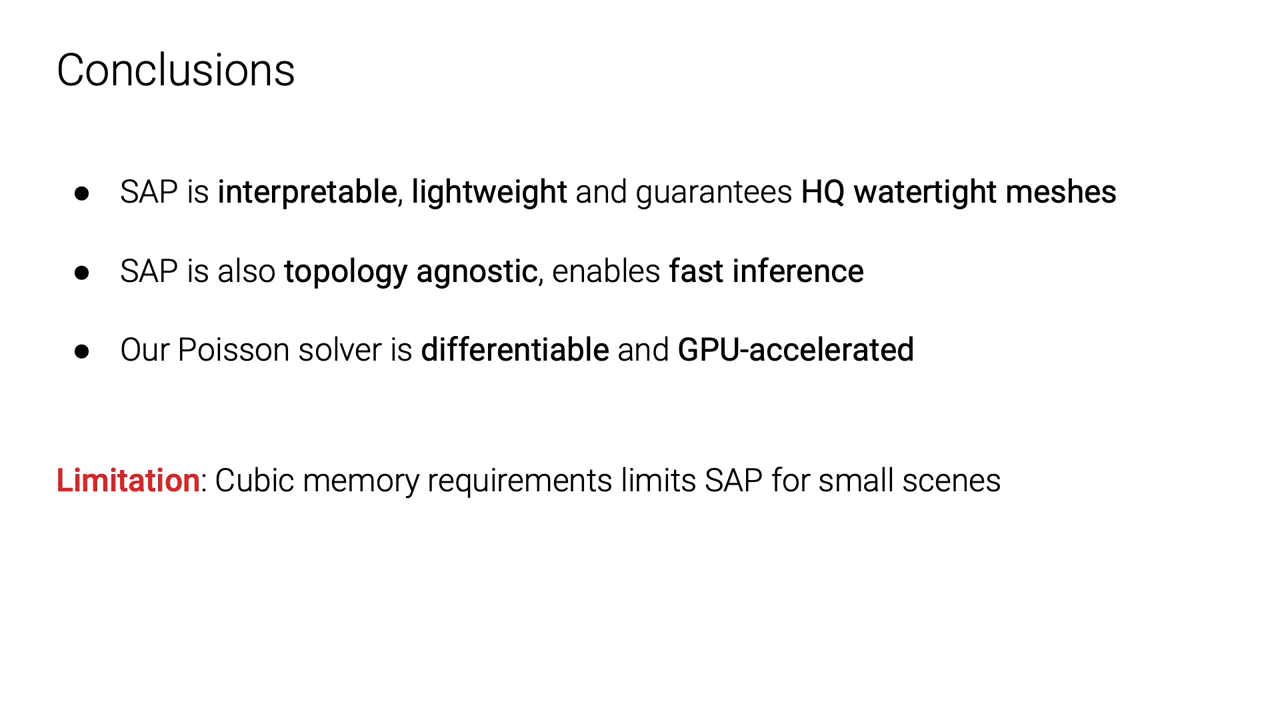 Conclusions
● SAP is interpretable, lightweight and guarantees HQ watertight meshes
● SAP is also topology agnostic, enables fast inference
● Our Poisson solver is differentiable and GPU-accelerated
Limitation: Cubic memory requirements limits SAP for small scenes